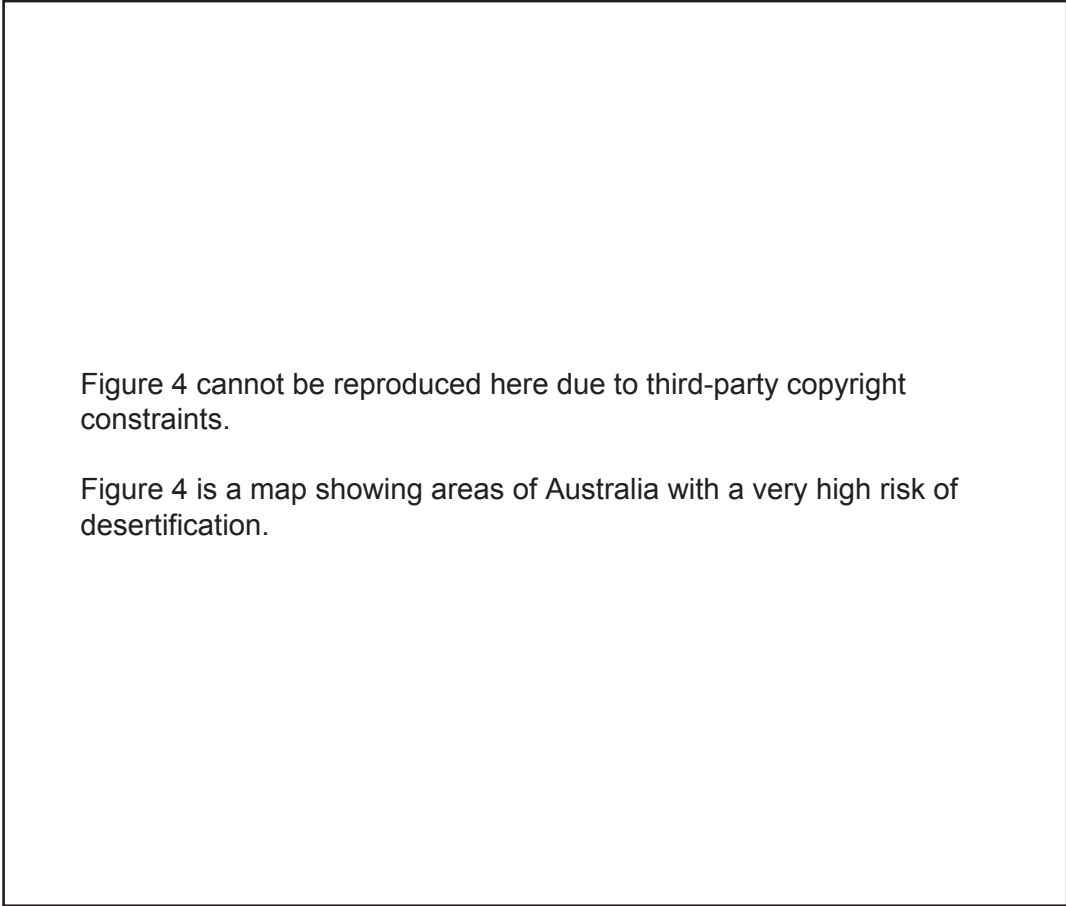 Figure 4 cannot be reproduced here due to third-party copyright
constraints.
Figure 4 is a map showing areas of Australia with a very high risk of
desertification.